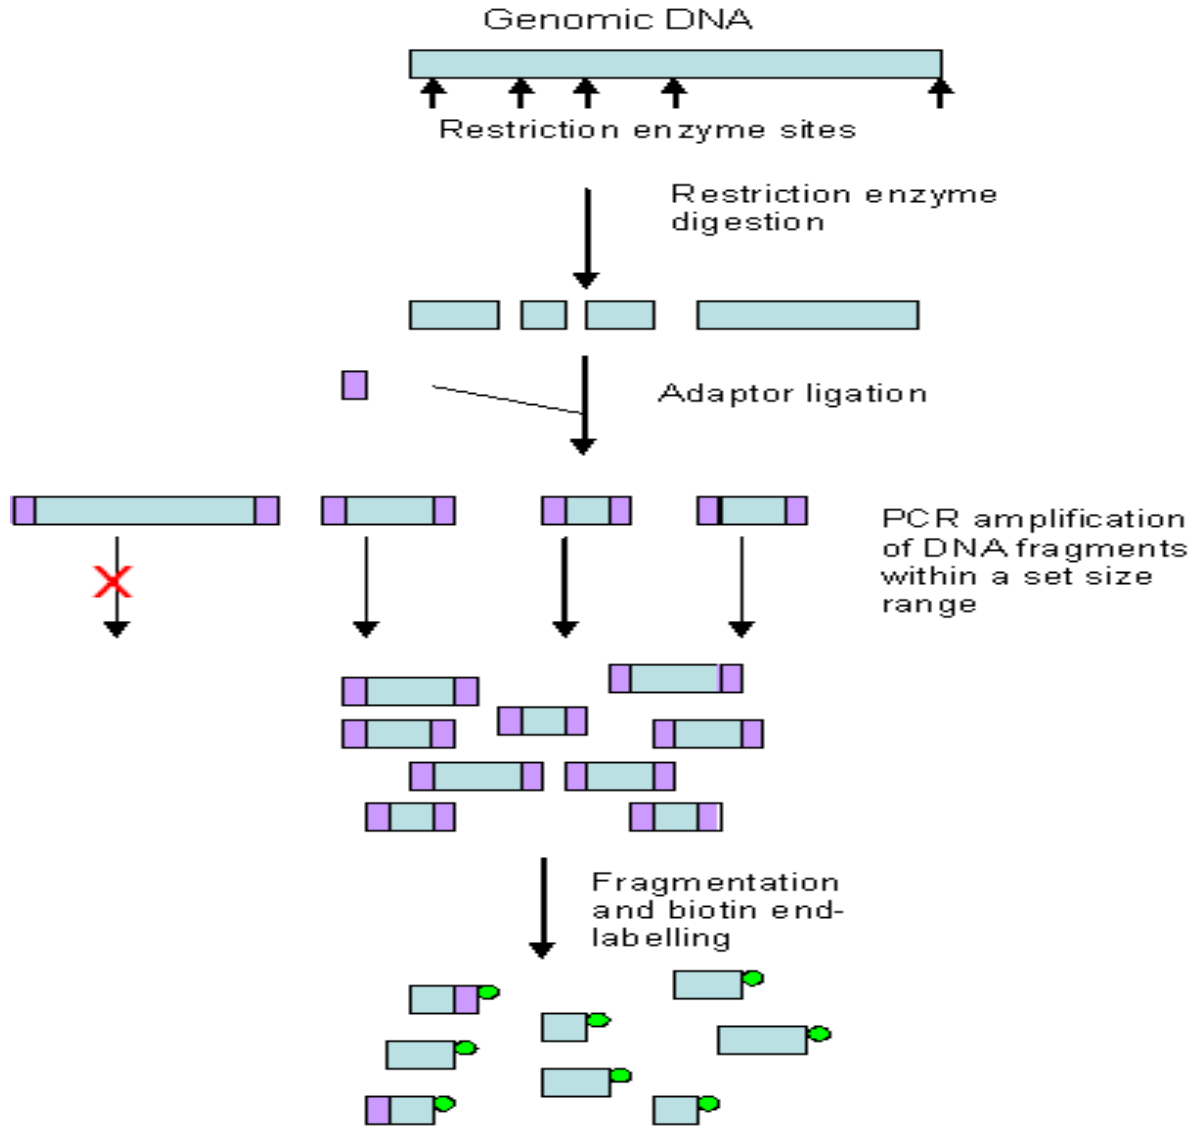 Genomic DNA
Restriction enzyme sites
Restriction enzyme
digestion
Adaptor ligation
PCR amplification
of DNA fragments
within a set size
range
Fragmentation
and biotin end-
labelling